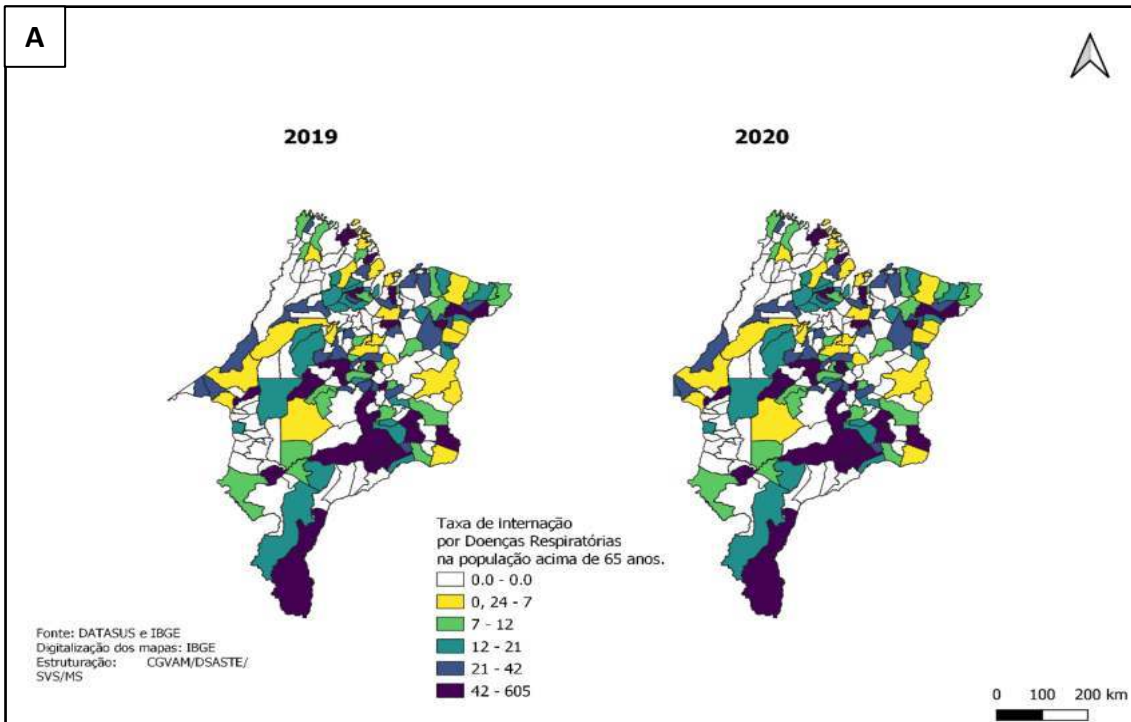 A
2019
2020
Taxa de internação
por Doenças Respiratórias
na população acima de 65 anos.
0.0 - 0.0
0, 24 - 7
7 - 12
12 - 21
21 - 42
42 - 605
Fonte: DATASUS e IBGE
Digitalização dos mapas: IBGE
Estruturação: CGVAM/DSASTE/
SVS/MS
0 100 200 km